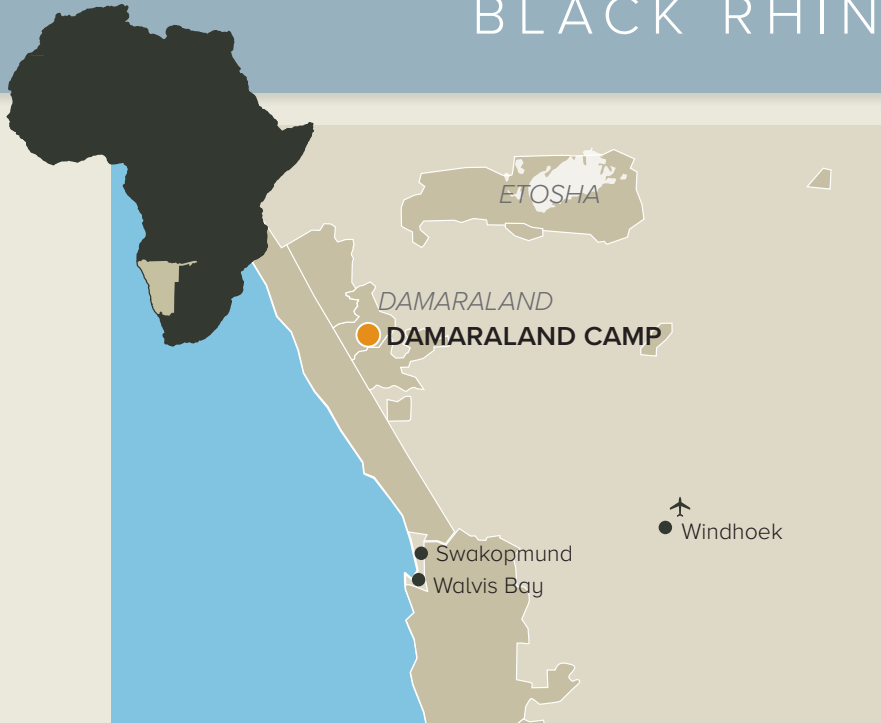 BLACK RHIN
ETOSHA
DAMARALAND
DAMARALAND CAMP
Windhoek
Swakopmund
Walvis Bay